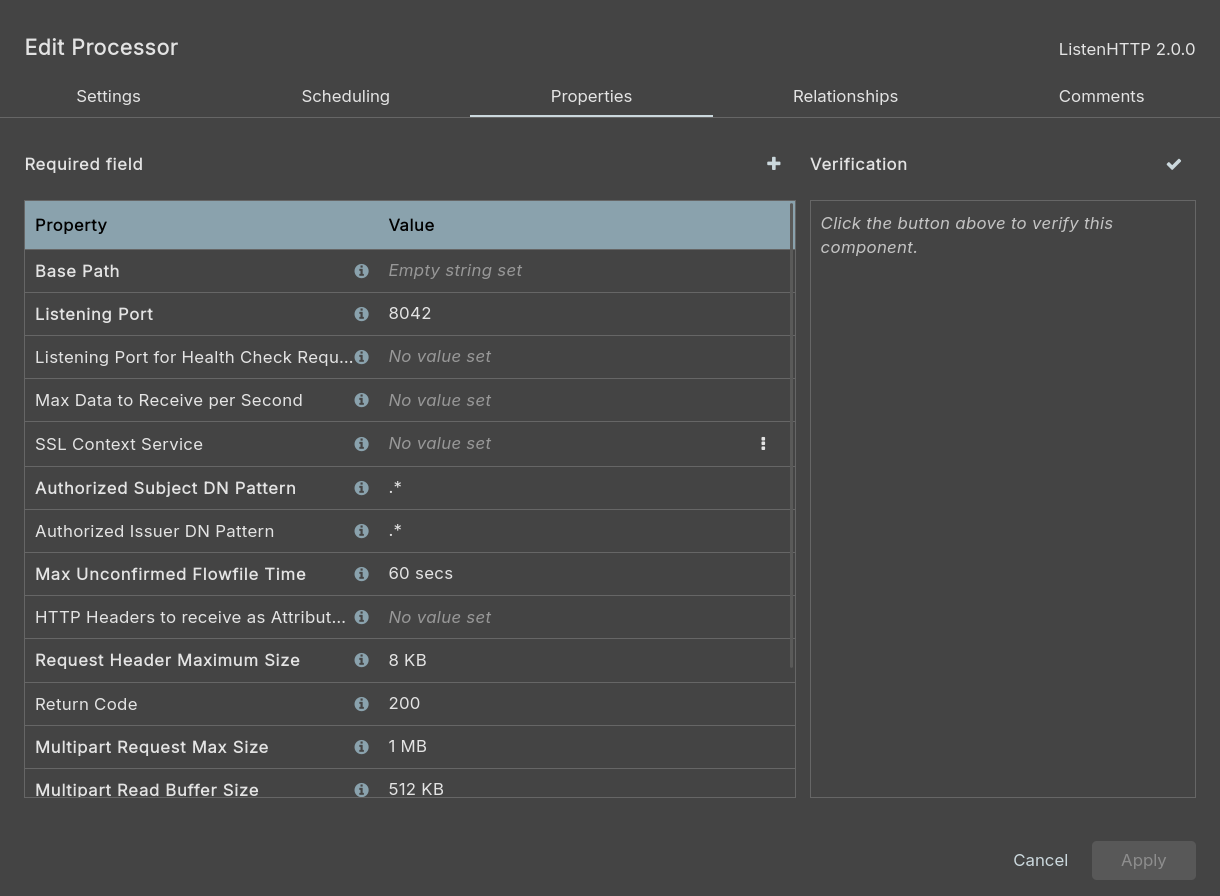 Edit Processor
ListenHTTP 2.0.0
Settings Scheduling Properties Relationships Comments
Required field
Verification
Property Value
Base Path Empty string set
Listening Port 8042
Listening Port for Health Check Requ... No value set
Max Data to Receive per Second No value set
SSL Context Service No value set
Authorized Subject DN Pattern .*
Authorized Issuer DN Pattern .*
Max Unconfirmed Flowfile Time 60 secs
HTTP Headers to receive as Attribut... No value set
Request Header Maximum Size 8 KB
Return Code 200
Multipart Request Max Size 1 MB
Multipart Read Buffer Size 512 KB
Click the button above to verify this
component.
Cancel Apply